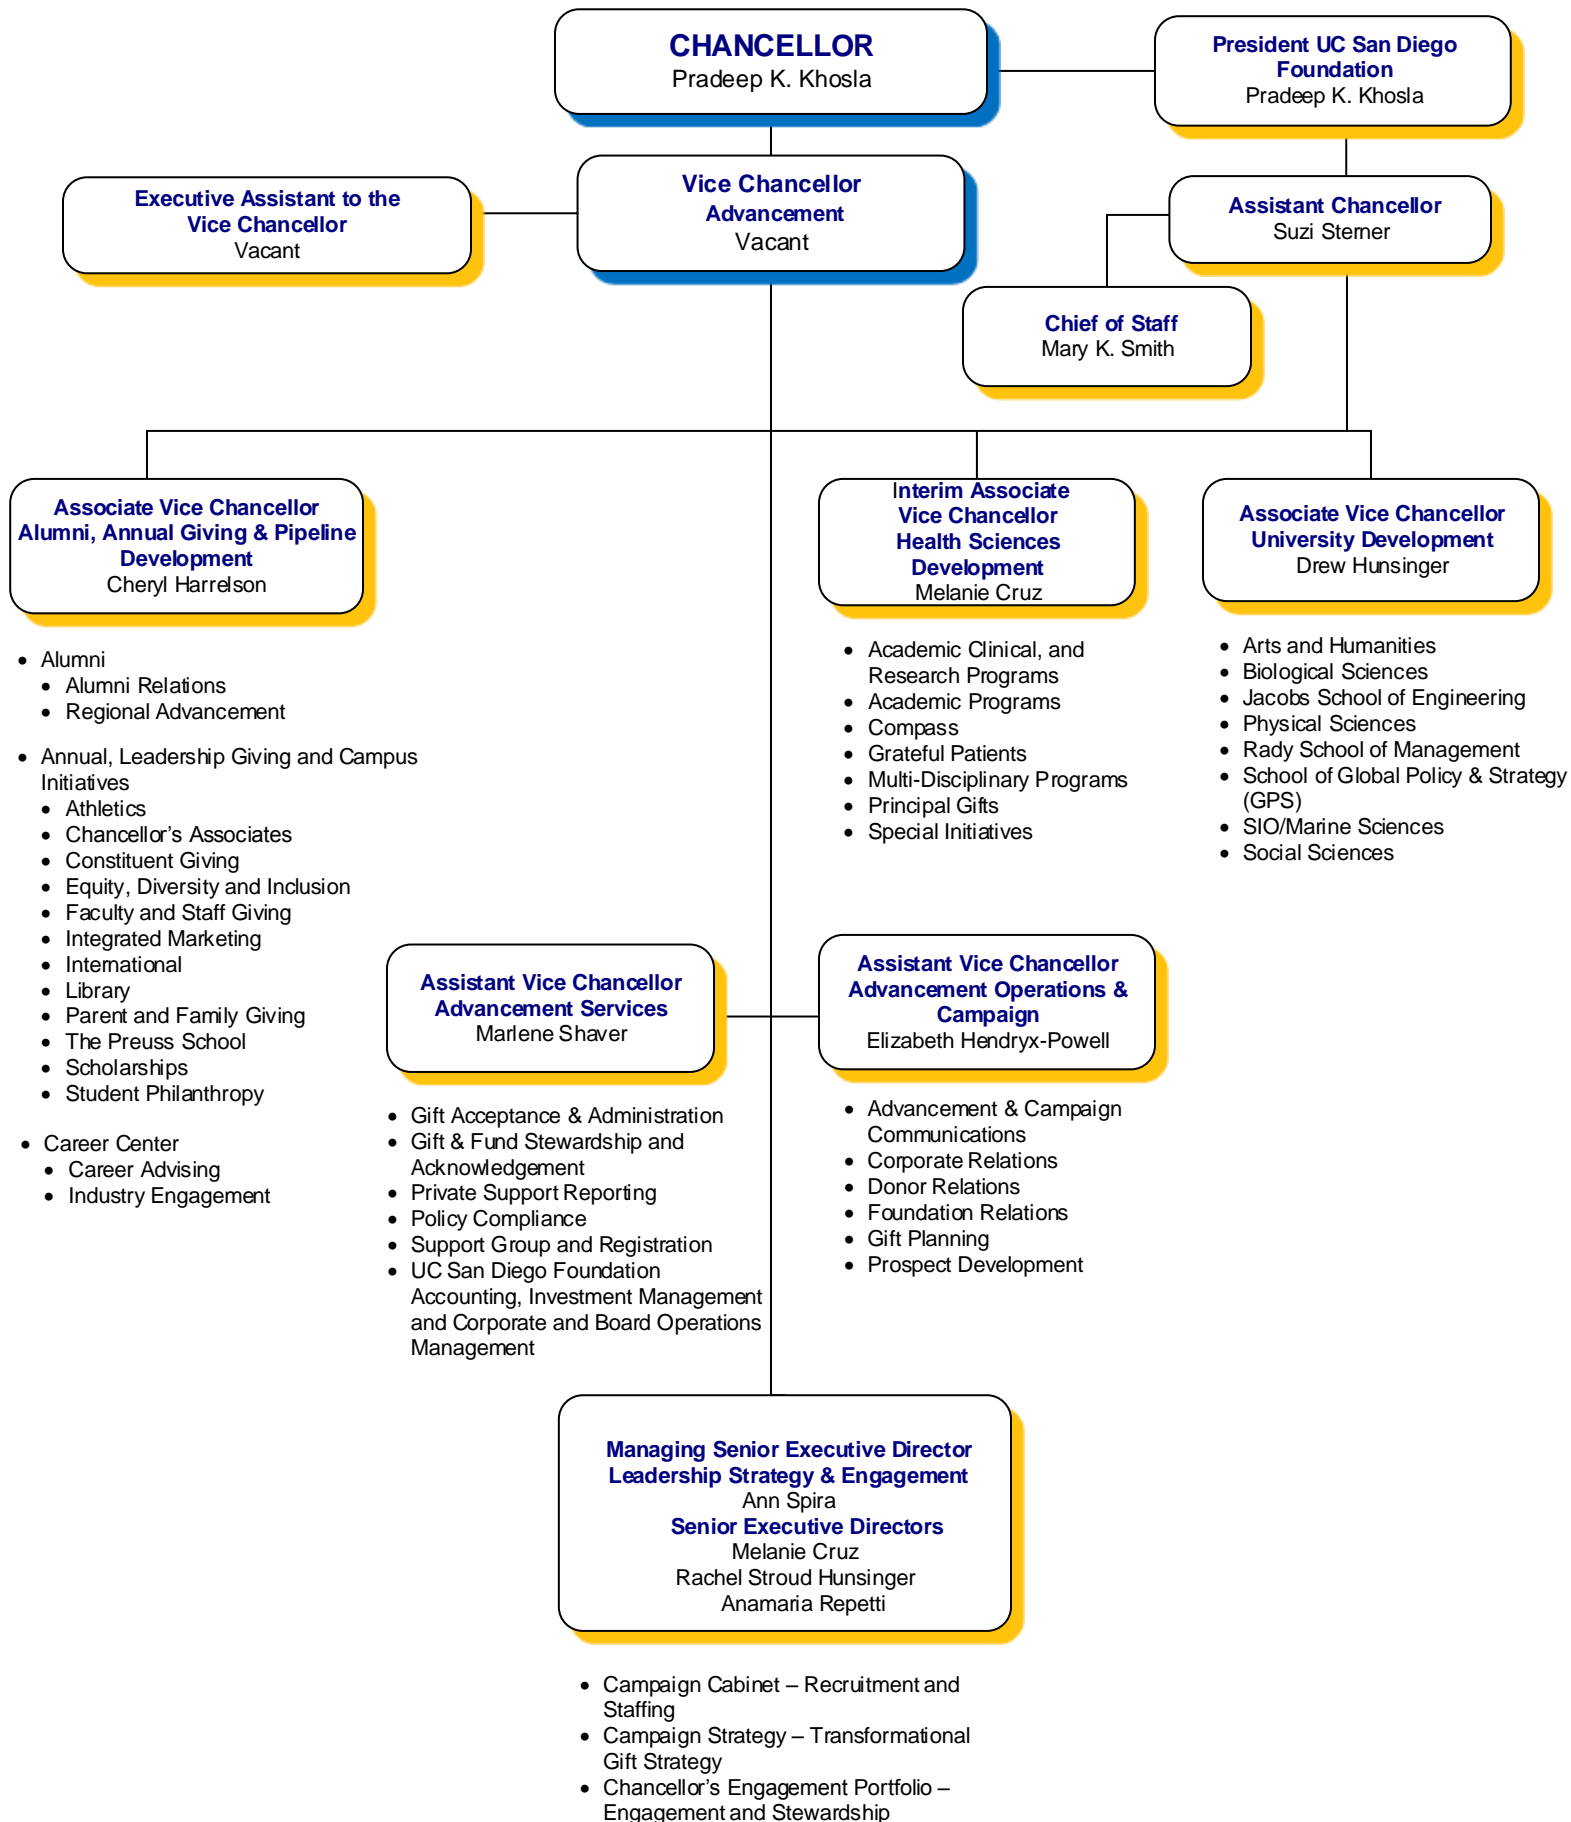 CHANCELLOR
Pradeep K. Khosla
President UC San Diego
Foundation
Pradeep K. Khosla
Executive Assistant to the
Vice Chancellor
Vacant
Vice Chancellor
Advancement
Vacant
Assistant Chancellor
Suzi Sterner
Chief of Staff
Mary K. Smith
Associate Vice Chancellor
Alumni, Annual Giving & Pipeline
Development
Cheryl Harrelson
Interim Associate
Vice Chancellor
Health Sciences
Development
Melanie Cruz
Associate Vice Chancellor
University Development
Drew Hunsinger
• Alumni
• Alumni Relations
• Regional Advancement
• Annual, Leadership Giving and Campus
Initiatives
• Athletics
• Chancellor’s Associates
• Constituent Giving
• Equity, Diversity and Inclusion
• Faculty and Staff Giving
• Integrated Marketing
• International
• Library
• Parent and Family Giving
• The Preuss School
• Scholarships
• Student Philanthropy
• Career Center
• Career Advising
• Industry Engagement
• Academic Clinical, and
Research Programs
• Academic Programs
• Compass
• Grateful Patients
• Multi-Disciplinary Programs
• Principal Gifts
• Special Initiatives
• Arts and Humanities
• Biological Sciences
• Jacobs School of Engineering
• Physical Sciences
• Rady School of Management
• School of Global Policy & Strategy
(GPS)
• SIO/Marine Sciences
• Social Sciences
Assistant Vice Chancellor
Advancement Services
Marlene Shaver
• Gift Acceptance & Administration
• Gift & Fund Stewardship and
Acknowledgement
• Private Support Reporting
• Policy Compliance
• Support Group and Registration
• UC San Diego Foundation
Accounting, Investment Management
and Corporate and Board Operations
Management
Assistant Vice Chancellor
Advancement Operations &
Campaign
Elizabeth Hendryx-Powell
• Advancement & Campaign
Communications
• Corporate Relations
• Donor Relations
• Foundation Relations
• Gift Planning
• Prospect Development
Managing Senior Executive Director
Leadership Strategy & Engagement
Ann Spira
Senior Executive Directors
Melanie Cruz
Rachel Stroud Hunsinger
Anamaria Repetti
• Campaign Cabinet – Recruitment and
Staffing
• Campaign Strategy – Transformational
Gift Strategy
• Chancellor’s Engagement Portfolio –
Engagement and Stewardship